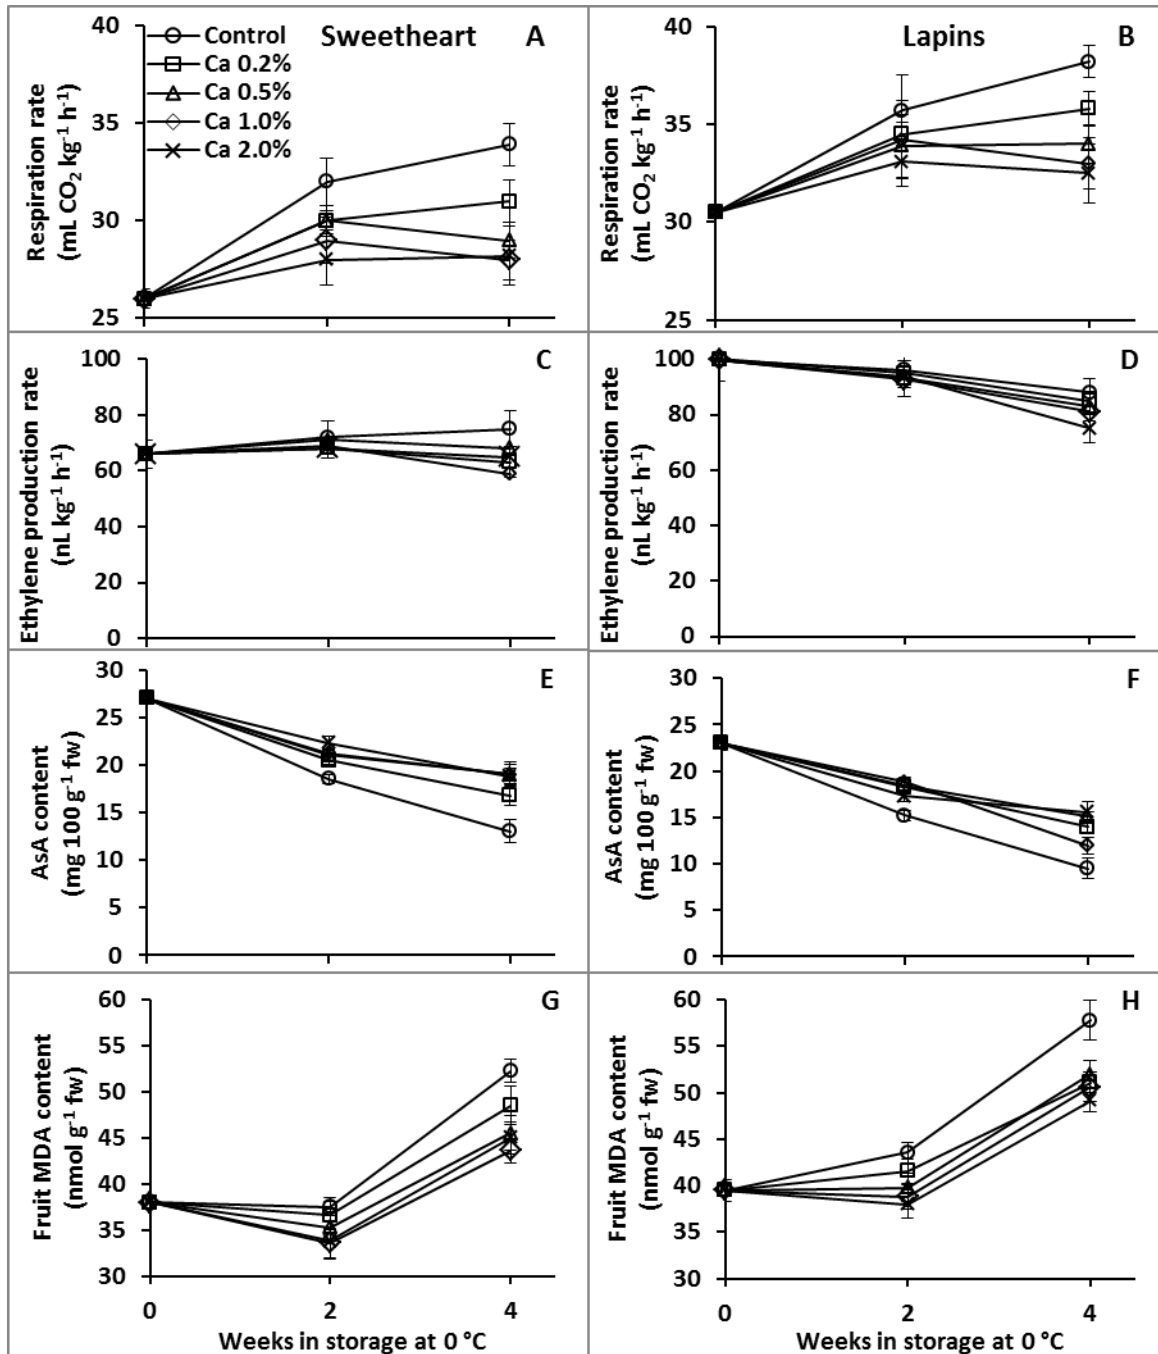 Sweetheart A
Control
Ca 0.2%
Ca 0.5%
Ca 1.0%
Ca 2.0%
Respiration rate
(mL CO₂ kg⁻¹ h⁻¹)
40
35
30
25
Lapins B
Respiration rate
(mL CO₂ kg⁻¹ h⁻¹)
40
35
30
25
C
Ethylene production rate
(nL kg⁻¹ h⁻¹)
100
80
60
40
20
0
D
Ethylene production rate
(nL kg⁻¹ h⁻¹)
100
80
60
40
20
0
E
AsA content
(mg 100 g⁻¹ fw)
30
25
20
15
10
5
0
F
AsA content
(mg 100 g⁻¹ fw)
30
25
20
15
10
5
0
G
Fruit MDA content
(nmol g⁻¹ fw)
60
55
50
45
40
35
30
0 2 4
Weeks in storage at 0 °C
H
Fruit MDA content
(nmol g⁻¹ fw)
60
55
50
45
40
35
30
0 2 4
Weeks in storage at 0 °C